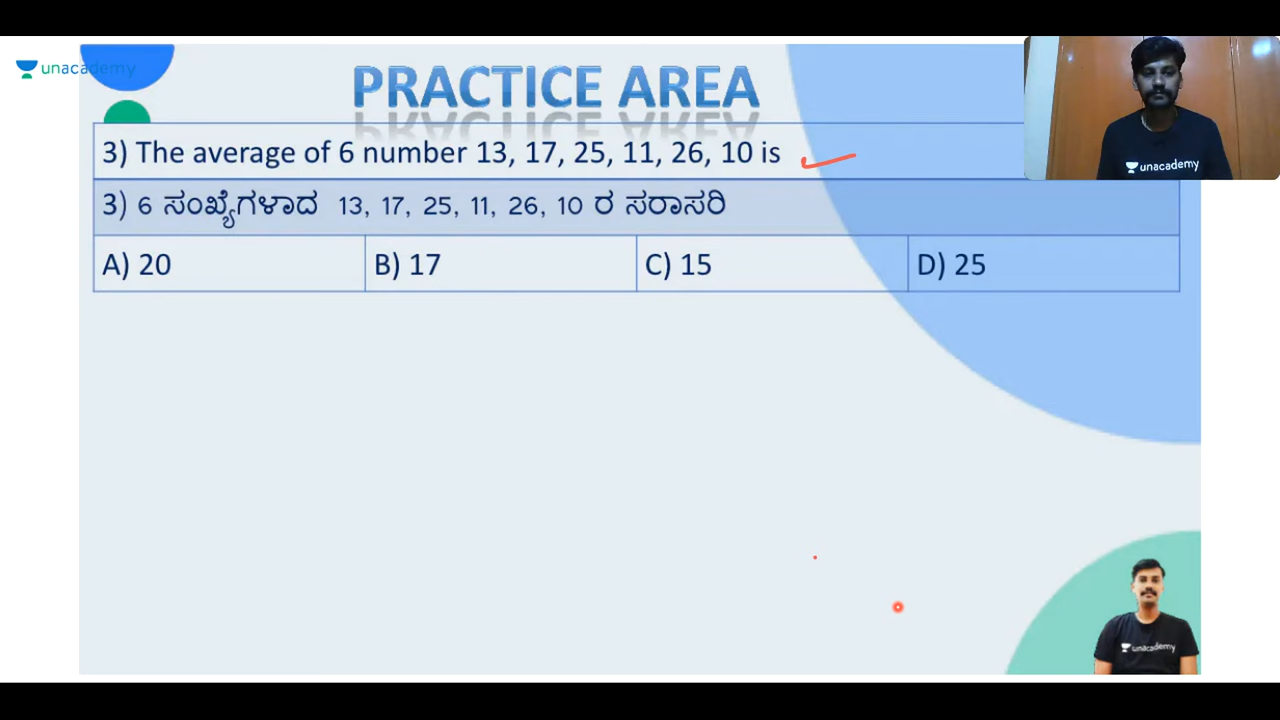 unacademy
PRACTICE AREA
3) The average of 6 number 13, 17, 25, 11, 26, 10 is
3) 6 ಸಂಖ್ಯೆಗಳಾದ 13, 17, 25, 11, 26, 10 ರ ಸರಾಸರಿ
A) 20 B) 17 C) 15 D) 25
unacademy
unacademy